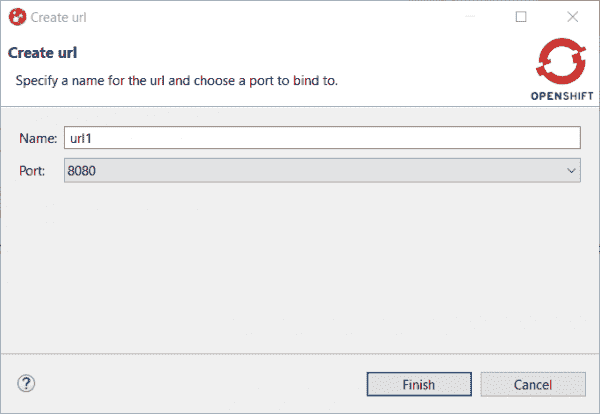 Create url
Create url
Specify a name for the url and choose a port to bind to.
OPENSHIFT
Name: url1
Port: 8080
?
Finish Cancel